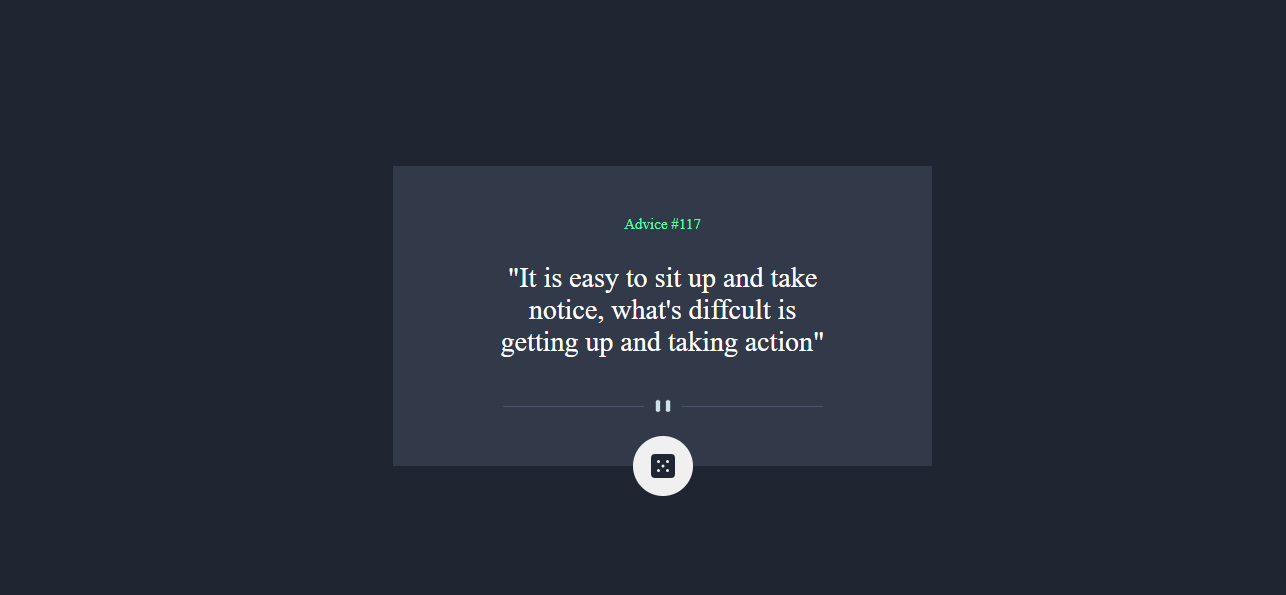 Advice #117
"It is easy to sit up and take
notice, what's diffcult is
getting up and taking action"